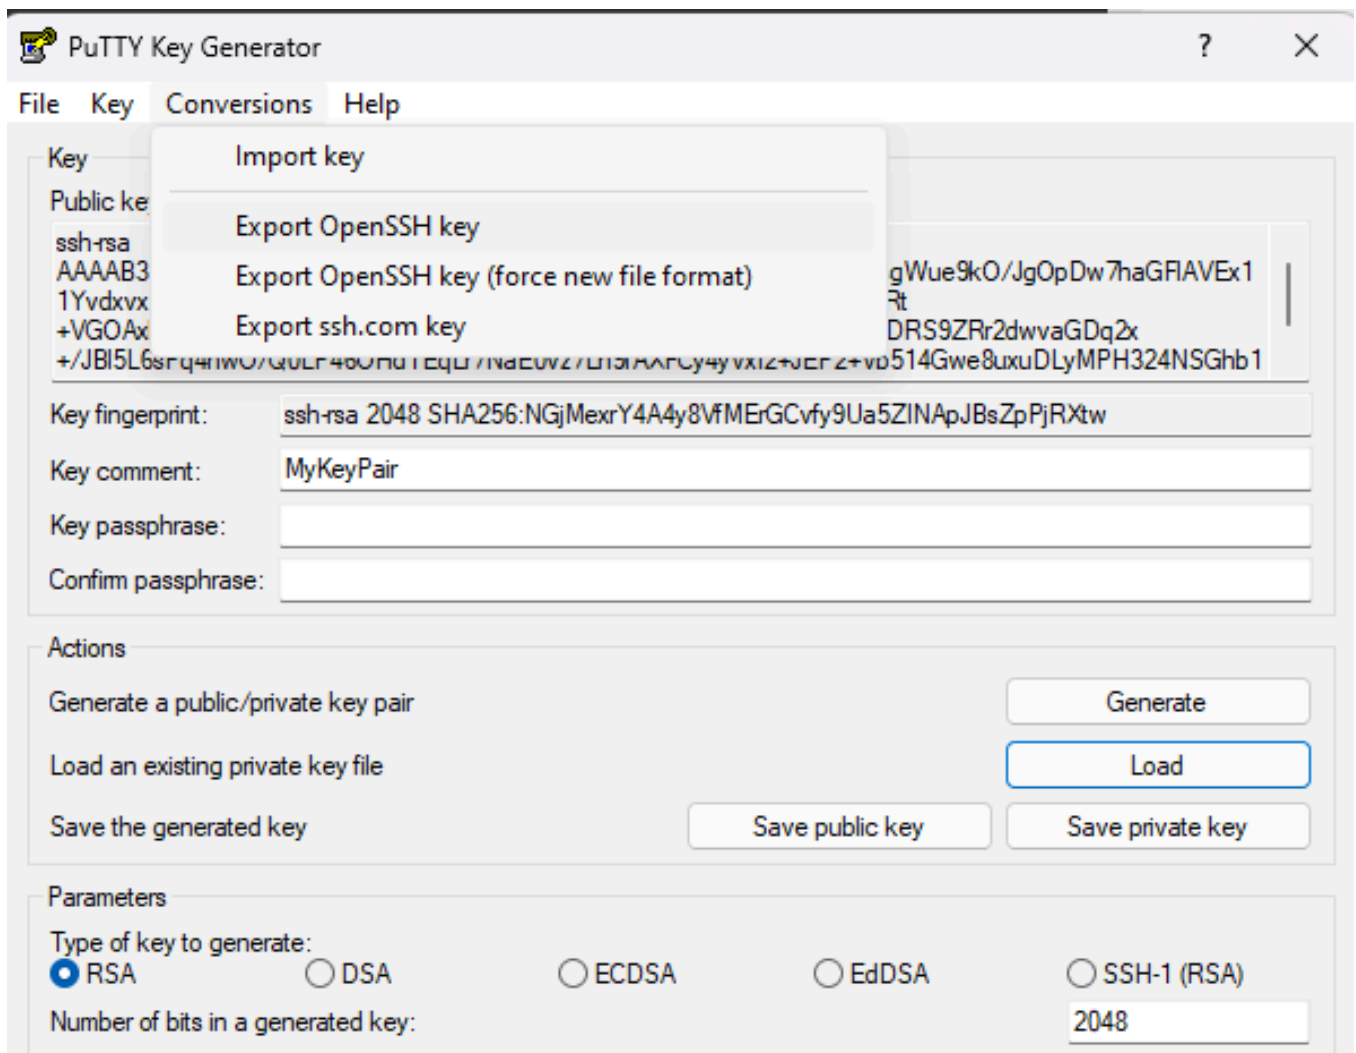 PuTTY Key Generator
?
File Key Conversions Help
Import key
Export OpenSSH key
Export OpenSSH key (force new file format)
Export ssh.com key
Key
Public
ssh-rsa
AAAAB3 gWue9kO/JgOpDw7haGFlAVEx1
1Yvdxvx Rt
+VGOAx DRS9ZRr2dwvaGDq2x
514Gwe8uxuDLyMPH324NSGhb1
Key fingerprint: ssh-rsa 2048 SHA256:NGjMexrY4A4y8VfMErGCvfy9Ua5ZINApJBsZpPjRXtw
Key comment: MyKeyPair
Key passphrase:
Confirm passphrase:
Actions
Generate a public/private key pair Generate
Load an existing private key file Load
Save the generated key Save public key Save private key
Parameters
Type of key to generate:
RSA DSA ECDSA EdDSA SSH-1 (RSA)
Number of bits in a generated key: 2048